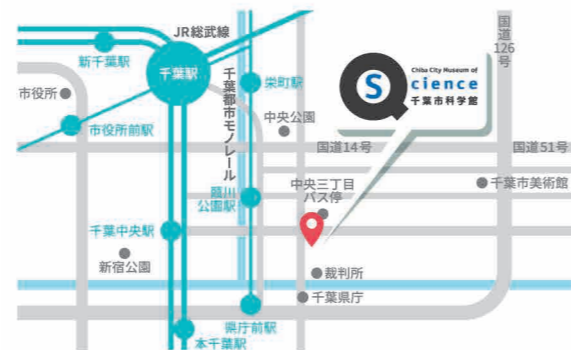 JR総武線
国道
126
号
新千葉駅
千葉駅
千葉都市モノレール
栄町駅
Chiba City Museum of
Science
千葉市科学館
市役所
市役所前駅
中央公園
国道14号
国道51号
中央三丁目
バス停
千葉市美術館
葭川
公園駅
千葉中央駅
新宿公園
裁判所
千葉県庁
県庁前駅
本千葉駅